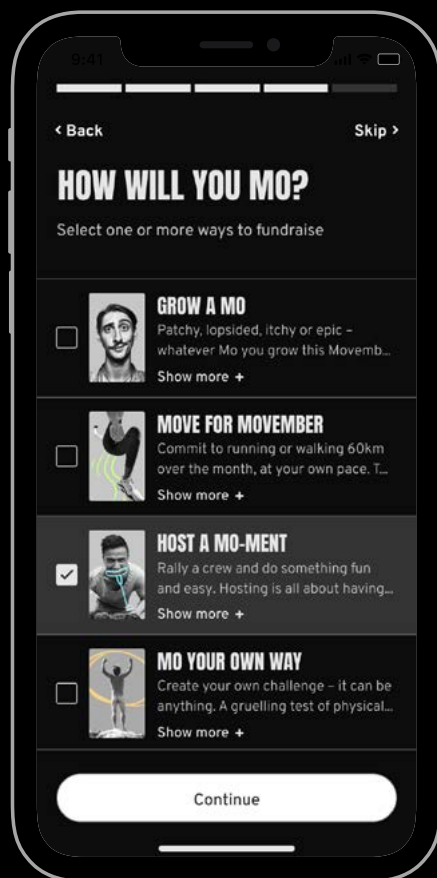 9:41
‹ Back
Skip ›
HOW WILL YOU MO?
Select one or more ways to fundraise
GROW A MO
Patchy, lopsided, itchy or epic –
whatever Mo you grow this Movemb...
Show more +
MOVE FOR MOVEMBER
Commit to running or walking 60km
over the month, at your own pace. T...
Show more +
HOST A MO-MENT
Rally a crew and do something fun
and easy. Hosting is all about having...
Show more +
MO YOUR OWN WAY
Create your own challenge – it can be
anything. A gruelling test of physical...
Show more +
Continue